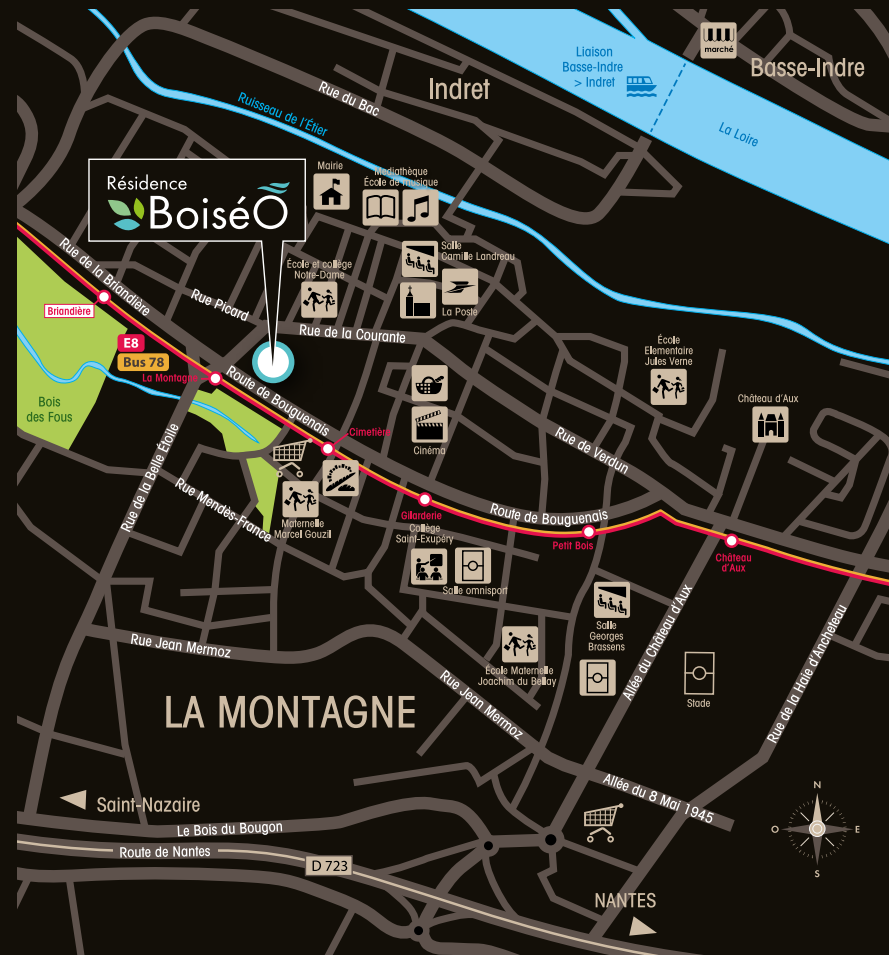 marché
Basse-Indre
Liaison
Basse-Indre
> Indret
Indret
La Loire
Rue du Bac
Ruisseau de l'Étier
Résidence
BoiséO
Mairie
Médiathèque
École de musique
Salle
Camille Landreau
La Poste
École et collège
Notre-Dame
Rue de la Briandière
Rue Picard
Rue de la Courante
Briandière
E8
Bus 78
La Montagne
Bois
des Fous
Route de Bouguenais
École
Elementaire
Jules Verne
Château d'Aux
Cimetière
Cinéma
Rue de Verdun
Rue de la Belle Étoile
Rue Mendès-France
Maternelle
Marcel Gouzil
Gilarderie
Collège
Saint-Exupéry
Route de Bouguenais
Petit Bois
Château
d'Aux
Salle omnisport
Salle
Georges
Brassens
Allée du Château d'Aux
Rue de la Haie d'Ancheteau
Rue Jean Mermoz
École Maternelle
Joachim du Bellay
Rue Jean Mermoz
Stade
LA MONTAGNE
Allée du 8 Mai 1945
Saint-Nazaire
Le Bois du Bougon
Route de Nantes
D 723
NANTES
N
O
E
S